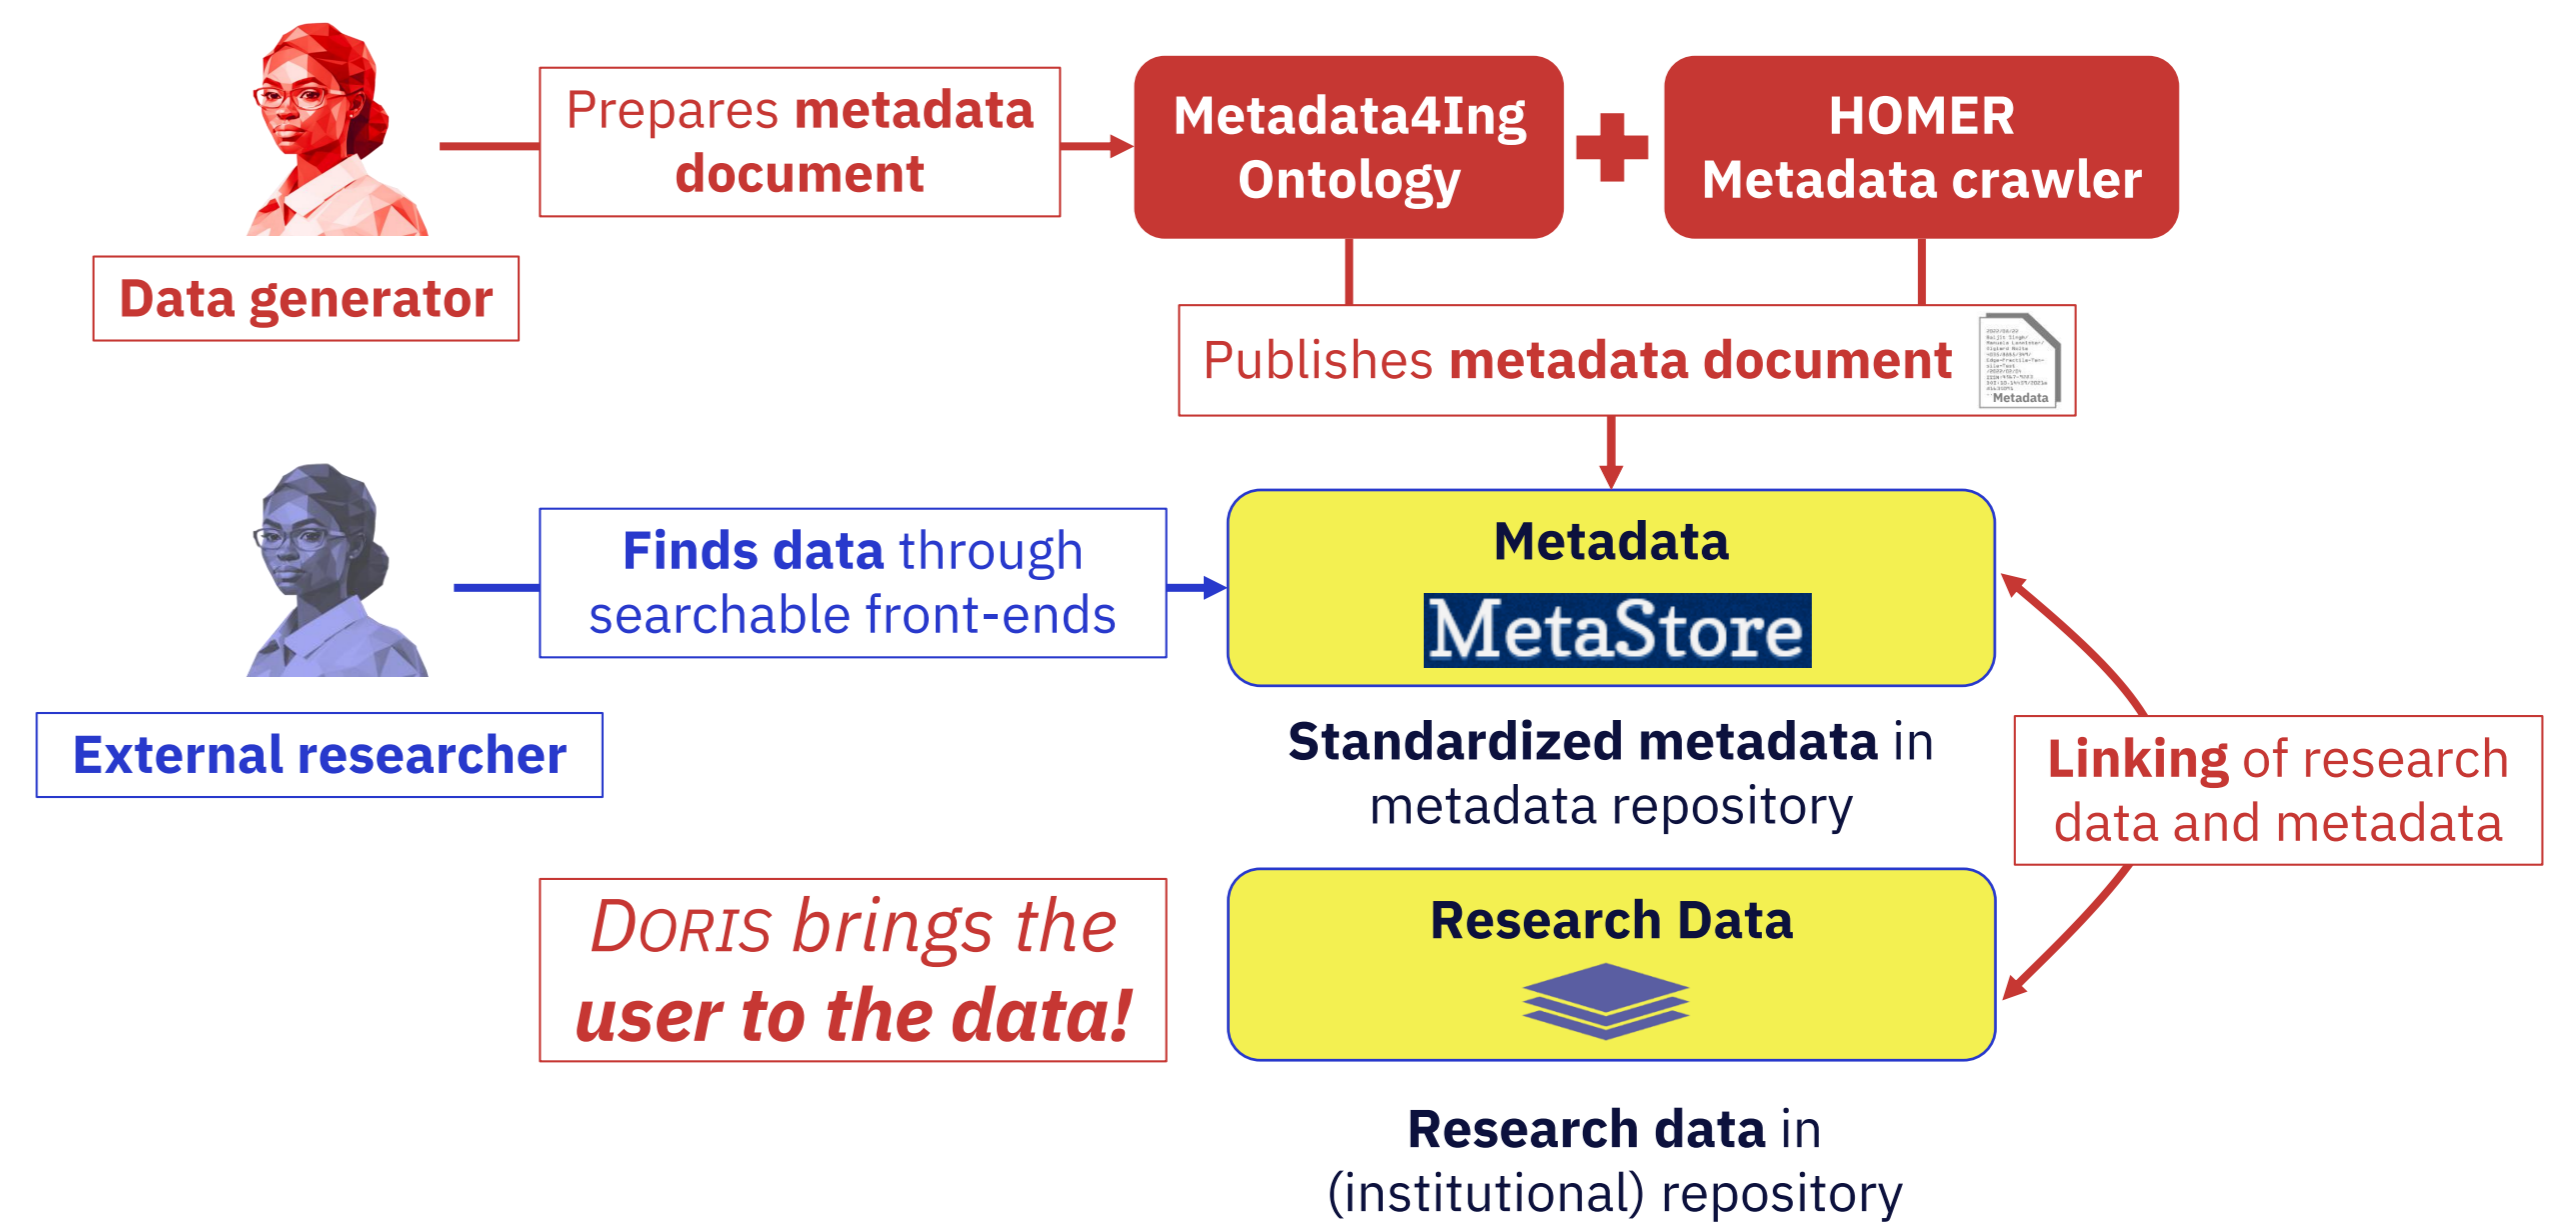 Prepares metadata
document
Metadata4Ing
Ontology
HOMER
Metadata crawler
Data generator
Publishes metadata document
Metadata
Finds data through
searchable front-ends
Metadata
MetaStore
External researcher
Standardized metadata in
metadata repository
Linking of research
data and metadata
DORIS brings the
user to the data!
Research Data
Research data in
(institutional) repository